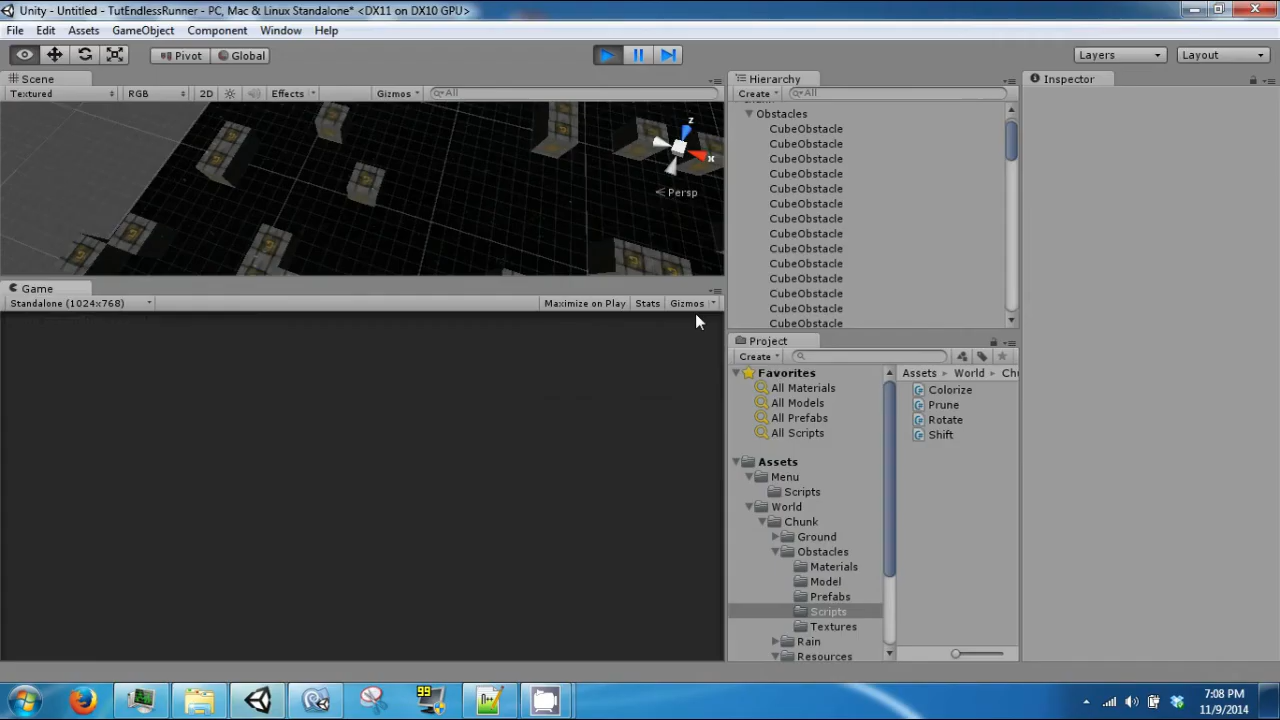 Unity - Untitled - TutEndlessRunner - PC, Mac & Linux Standalone* <DX11 on DX10 GPU>
File Edit Assets GameObject Component Window Help
Pivot Global Layers Layout
Scene
Textured RGB 2D Effects Gizmos All
z
x
Persp
Game
Standalone (1024x768) Maximize on Play Stats Gizmos
Hierarchy
Create All
Obstacles
CubeObstacle
CubeObstacle
CubeObstacle
CubeObstacle
CubeObstacle
CubeObstacle
CubeObstacle
CubeObstacle
CubeObstacle
CubeObstacle
CubeObstacle
CubeObstacle
CubeObstacle
CubeObstacle
Project
Create
Favorites
All Materials
All Models
All Prefabs
All Scripts
Assets
Menu
Scripts
World
Chunk
Ground
Obstacles
Materials
Model
Prefabs
Scripts
Textures
Rain
Resources
Assets World Chu
Colorize
Prune
Rotate
Shift
Inspector
99
7:08 PM
11/9/2014